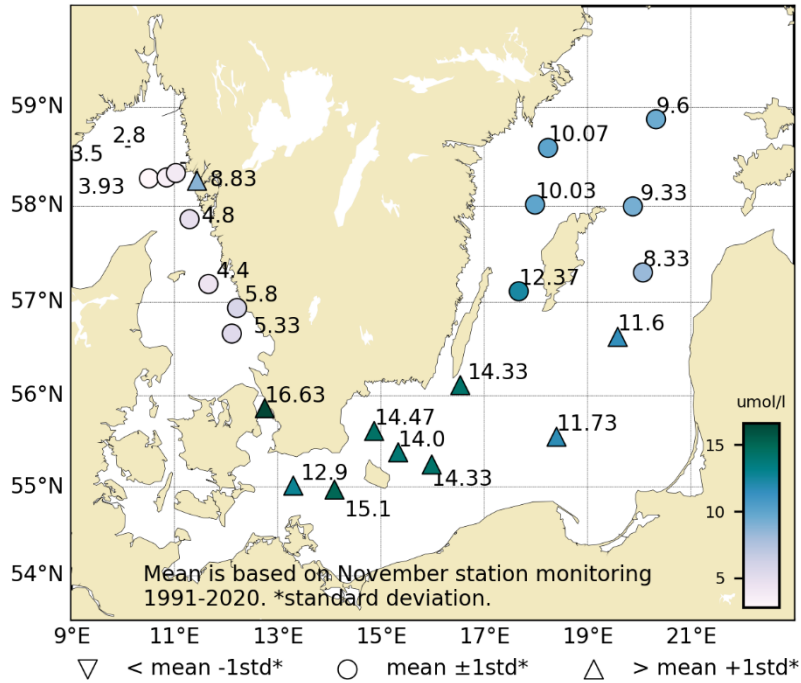 59°N
58°N
57°N
56°N
55°N
54°N
9.6
10.07
2.8
3.5
3.93
8.83
4.8
10.03
9.33
4.4
8.33
12.37
5.8
5.33
11.6
14.33
16.63
14.47
14.0
11.73
12.9
14.33
15.1
umol/l
15
10
5
Mean is based on November station monitoring
1991-2020. *standard deviation.
9°E 11°E 13°E 15°E 17°E 19°E 21°E
< mean -1std* mean ±1std* > mean +1std*